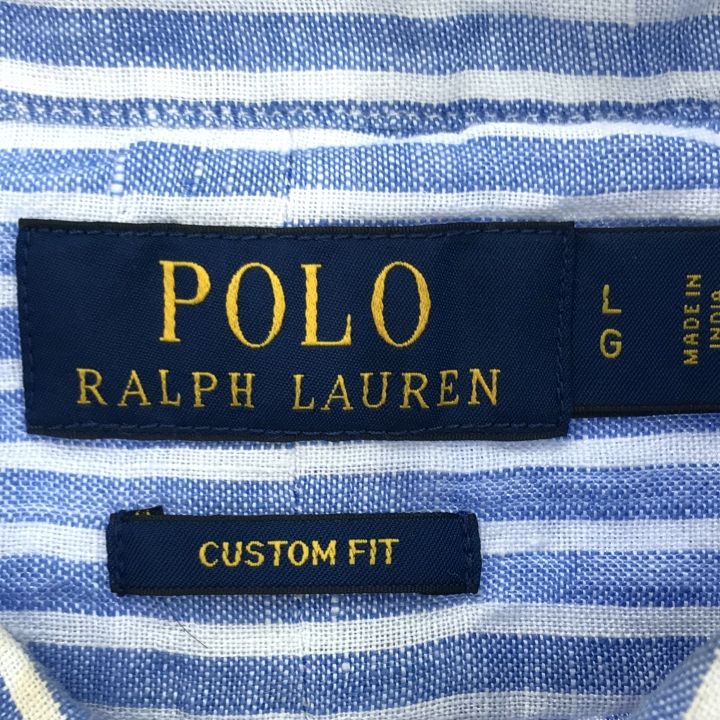 POLO
RALPH LAUREN
L
G
MADE IN
INDIA
CUSTOM FIT